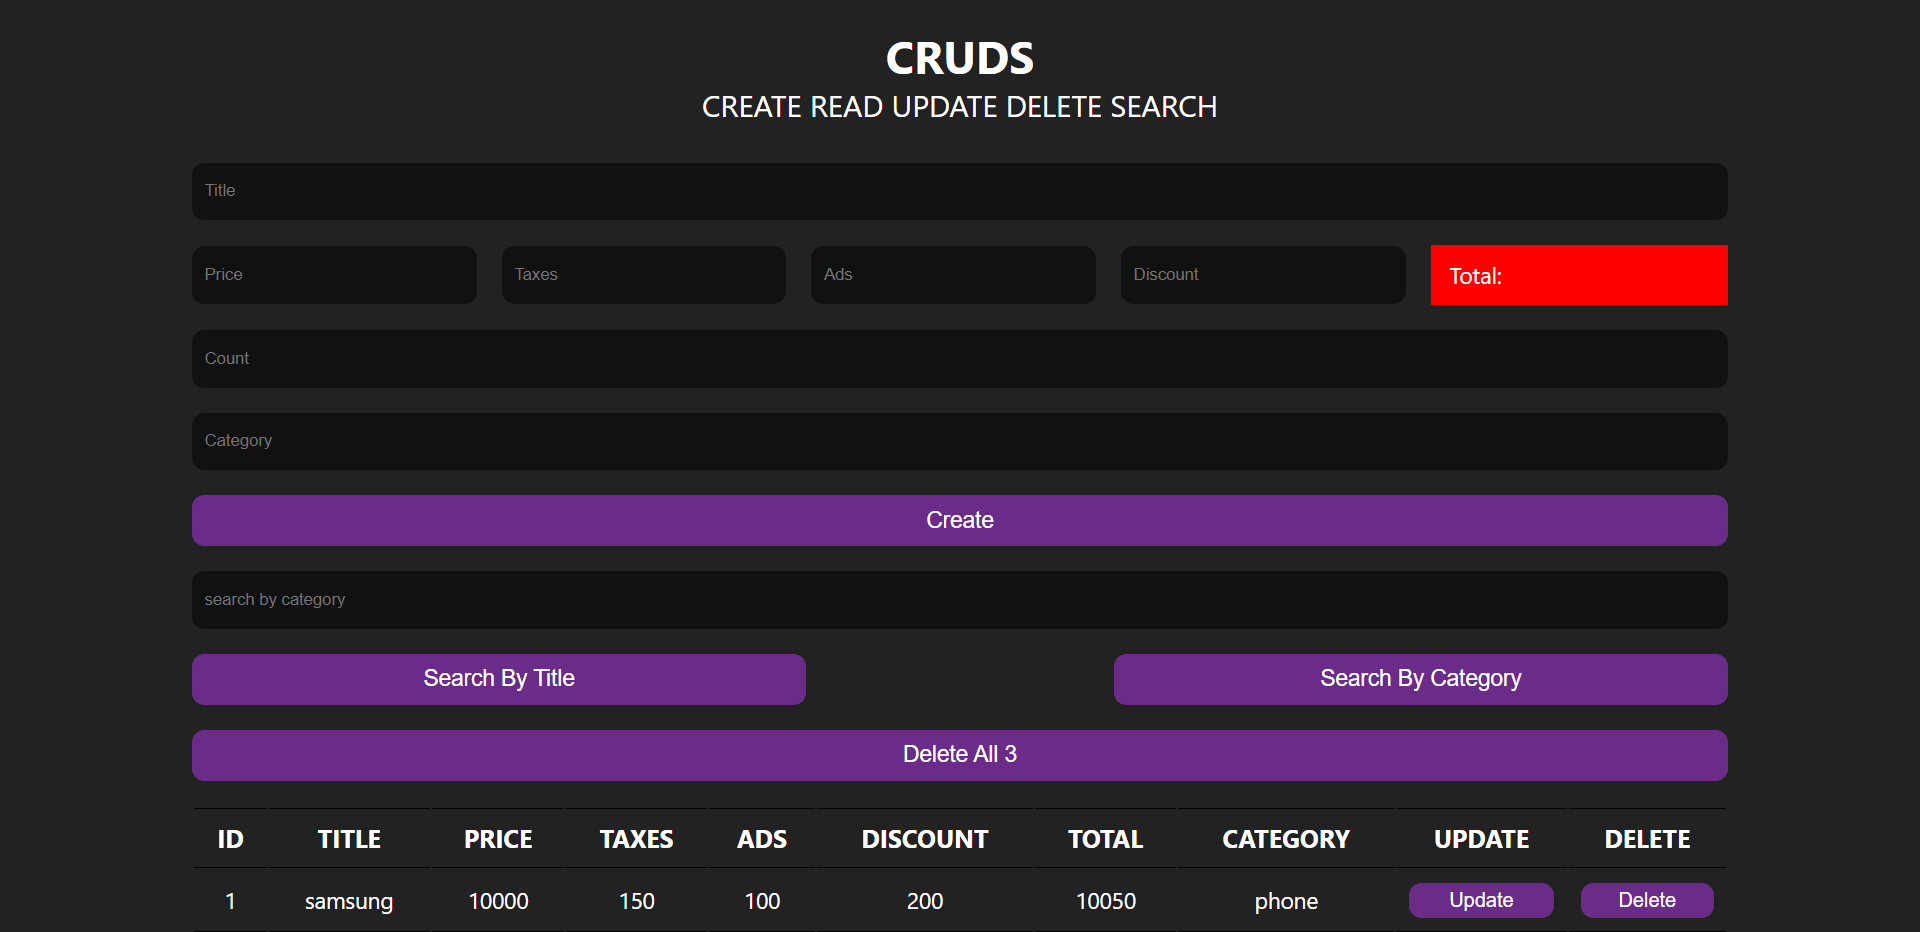 CRUDS
CREATE READ UPDATE DELETE SEARCH
Title
Price Taxes Ads Discount Total:
Count
Category
Create
search by category
Search By Title Search By Category
Delete All 3
ID TITLE PRICE TAXES ADS DISCOUNT TOTAL CATEGORY UPDATE DELETE
1 samsung 10000 150 100 200 10050 phone Update Delete